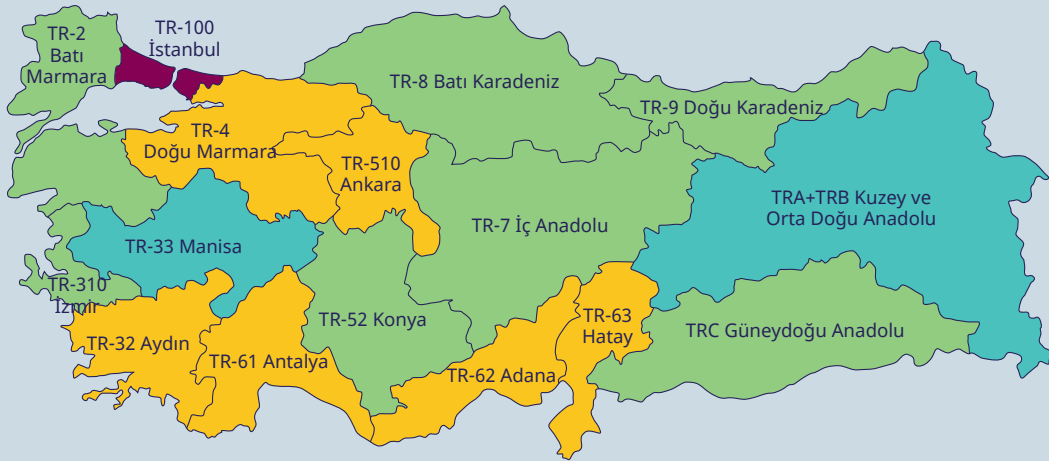 TR-2
Batı
Marmara
TR-100
İstanbul
TR-8 Batı Karadeniz
TR-9 Doğu Karadeniz
TR-4
Doğu Marmara
TR-510
Ankara
TRA+TRB Kuzey ve
Orta Doğu Anadolu
TR-7 İç Anadolu
TR-33 Manisa
TR-310
İzmir
TR-52 Konya
TR-63
Hatay
TRC Güneydoğu Anadolu
TR-32 Aydın
TR-61 Antalya
TR-62 Adana